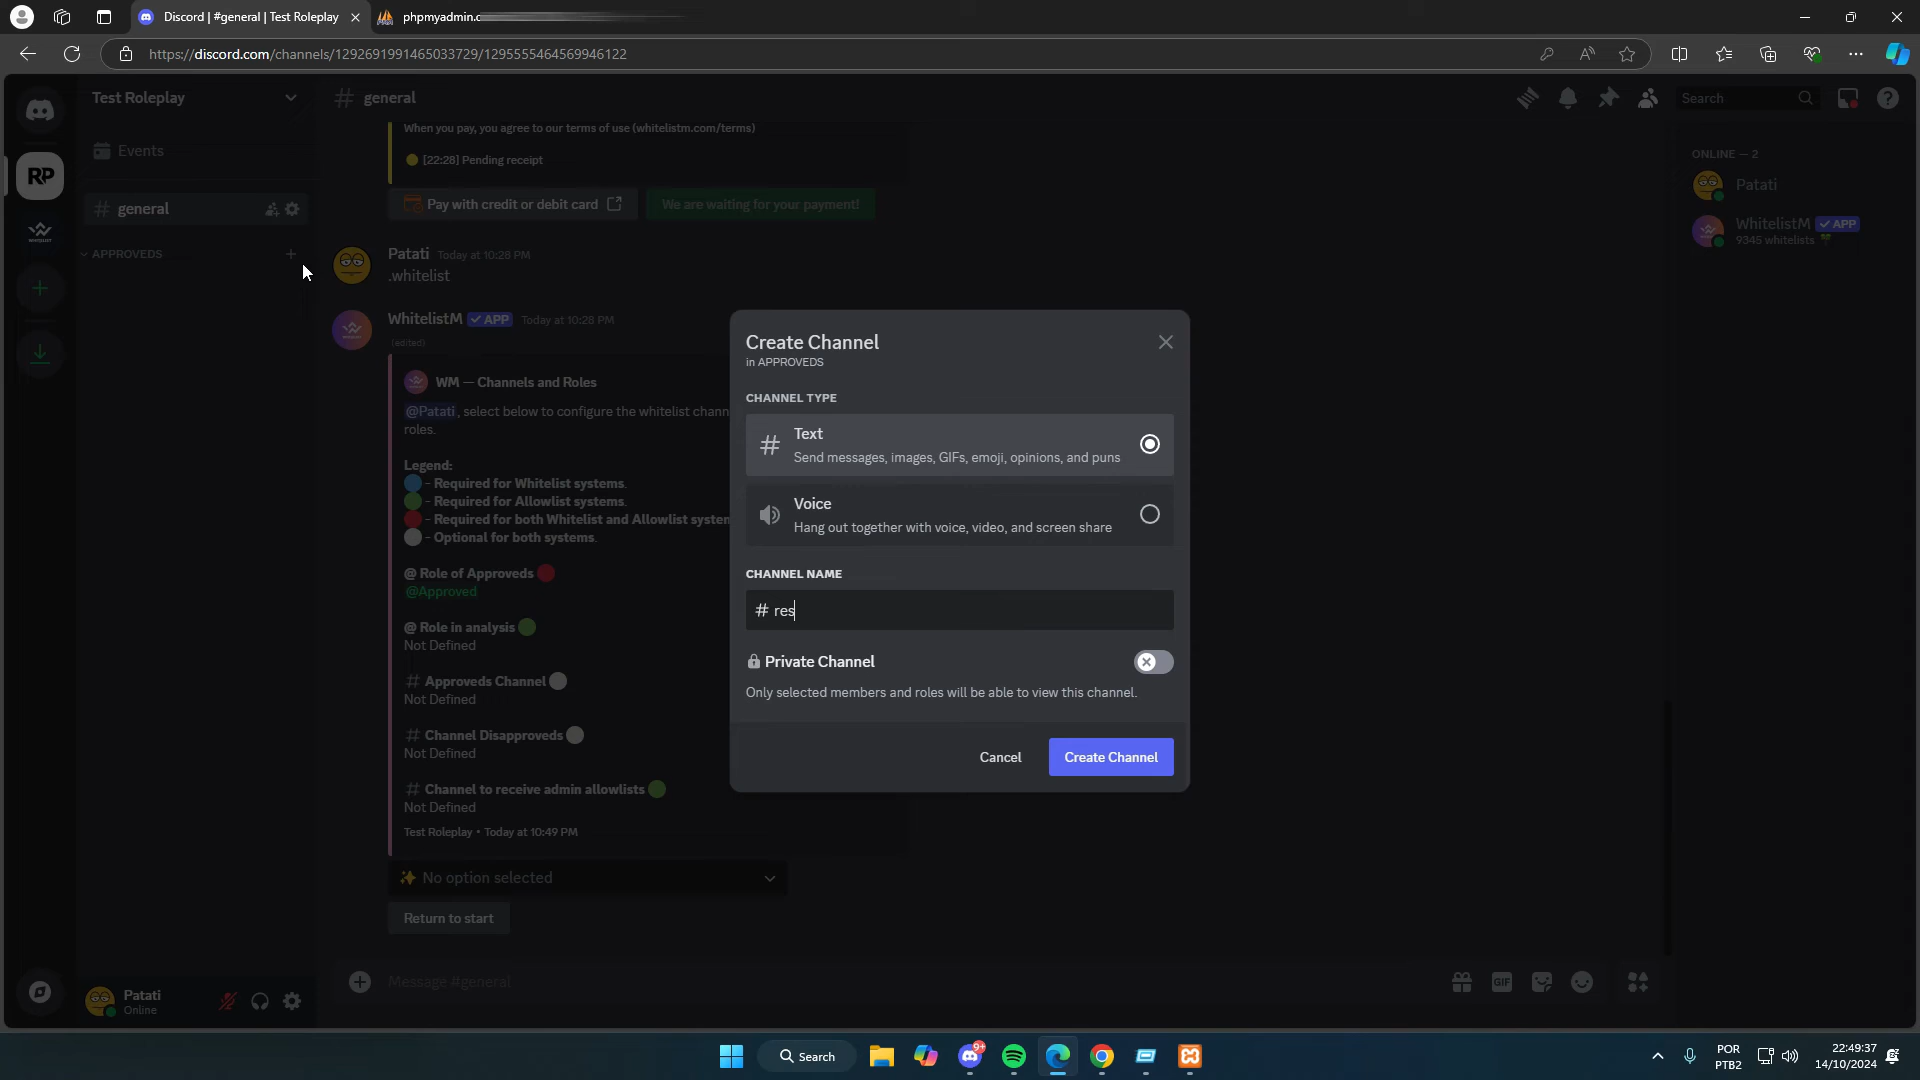 Discord | #general | Test Roleplay
phpmyadmin.
https://discord.com/channels/1292691991465033729/1295555464569946122
Test Roleplay
# general
Search
Events
RP
general
APPROVEDS
When you pay, you agree to our terms of use (whitelistm.com/terms)
[22:28] Pending receipt
Pay with credit or debit card
We are waiting for your payment!
Patati Today at 10:28 PM
.whitelist
WhitelistM APP Today at 10:28 PM
(edited)
WM — Channels and Roles
@Patati, select below to configure the whitelist chann
roles.
Legend:
- Required for Whitelist systems.
- Required for Allowlist systems.
- Required for both Whitelist and Allowlist system
- Optional for both systems.
@ Role of Approveds
@Approved
@ Role in analysis
Not Defined
# Approveds Channel
Not Defined
# Channel Disapproveds
Not Defined
# Channel to receive admin allowlists
Not Defined
Test Roleplay • Today at 10:49 PM
No option selected
Return to start
Message #general
GIF
Patati
Online
ONLINE — 2
Patati
WhitelistM APP
9345 whitelists
Create Channel
in APPROVEDS
CHANNEL TYPE
Text
Send messages, images, GIFs, emoji, opinions, and puns
Voice
Hang out together with voice, video, and screen share
CHANNEL NAME
# res
Private Channel
Only selected members and roles will be able to view this channel.
Cancel
Create Channel
Search
9+
POR
PTB2
22:49:37
14/10/2024